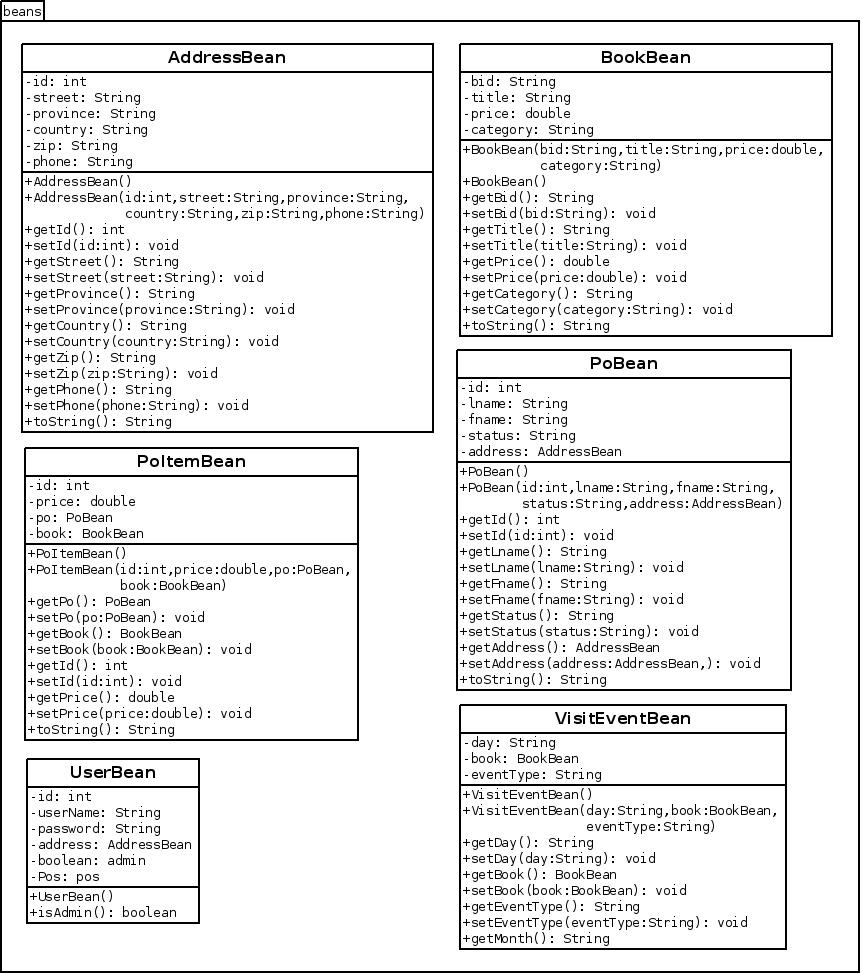 beans
AddressBean
-id: int
-street: String
-province: String
-country: String
-zip: String
-phone: String
+AddressBean()
+AddressBean(id:int,street:String,province:String,
country:String,zip:String,phone:String)
+getId(): int
+setId(id:int): void
+getStreet(): String
+setStreet(street:String): void
+getProvince(): String
+setProvince(province:String): void
+getCountry(): String
+setCountry(country:String): void
+getZip(): String
+setZip(zip:String): void
+getPhone(): String
+setPhone(phone:String): void
+toString(): String
BookBean
-bid: String
-title: String
-price: double
-category: String
+BookBean(bid:String,title:String,price:double,
category:String)
+BookBean()
+getBid(): String
+setBid(bid:String): void
+getTitle(): String
+setTitle(title:String): void
+getPrice(): double
+setPrice(price:double): void
+getCategory(): String
+setCategory(category:String): void
+toString(): String
PoBean
-id: int
-lname: String
-fname: String
-status: String
-address: AddressBean
+PoBean()
+PoBean(id:int,lname:String,fname:String,
status:String,address:AddressBean)
+getId(): int
+setId(id:int): void
+getLname(): String
+setLname(lname:String): void
+getFname(): String
+setFname(fname:String): void
+getStatus(): String
+setStatus(status:String): void
+getAddress(): AddressBean
+setAddress(address:AddressBean,): void
+toString(): String
PoItemBean
-id: int
-price: double
-po: PoBean
-book: BookBean
+PoItemBean()
+PoItemBean(id:int,price:double,po:PoBean,
book:BookBean)
+getPo(): PoBean
+setPo(po:PoBean): void
+getBook(): BookBean
+setBook(book:BookBean): void
+getId(): int
+setId(id:int): void
+getPrice(): double
+setPrice(price:double): void
+toString(): String
VisitEventBean
-day: String
-book: BookBean
-eventType: String
+VisitEventBean()
+VisitEventBean(day:String,book:BookBean,
eventType:String)
+getDay(): String
+setDay(day:String): void
+getBook(): BookBean
+setBook(book:BookBean): void
+getEventType(): String
+setEventType(eventType:String): void
+getMonth(): String
UserBean
-id: int
-userName: String
-password: String
-address: AddressBean
-boolean: admin
-Pos: pos
+UserBean()
+isAdmin(): boolean